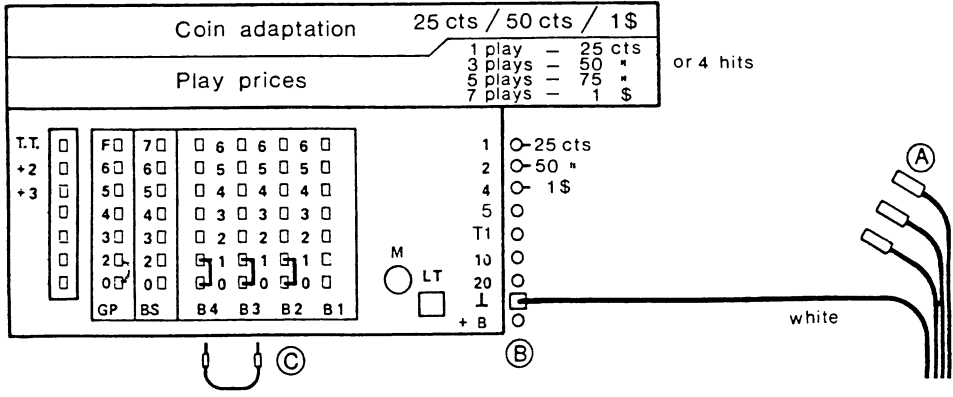 Coin adaptation 25 cts / 50 cts / 1$
1 play — 25 cts
3 plays — 50 "
5 plays — 75 "
7 plays — 1 $
or 4 hits
Play prices
T.T. F 7 6 6 6 1 25 cts
+2 6 6 5 5 5 2 50 "
+3 5 5 4 4 4 4 1$
4 4 3 3 3 5
3 3 2 2 2 T1
2 2 1 1 1 10
0 0 0 0 0 20
M
LT
GP BS B4 B3 B2 B1 ⊥
+ B
white
A
B
C